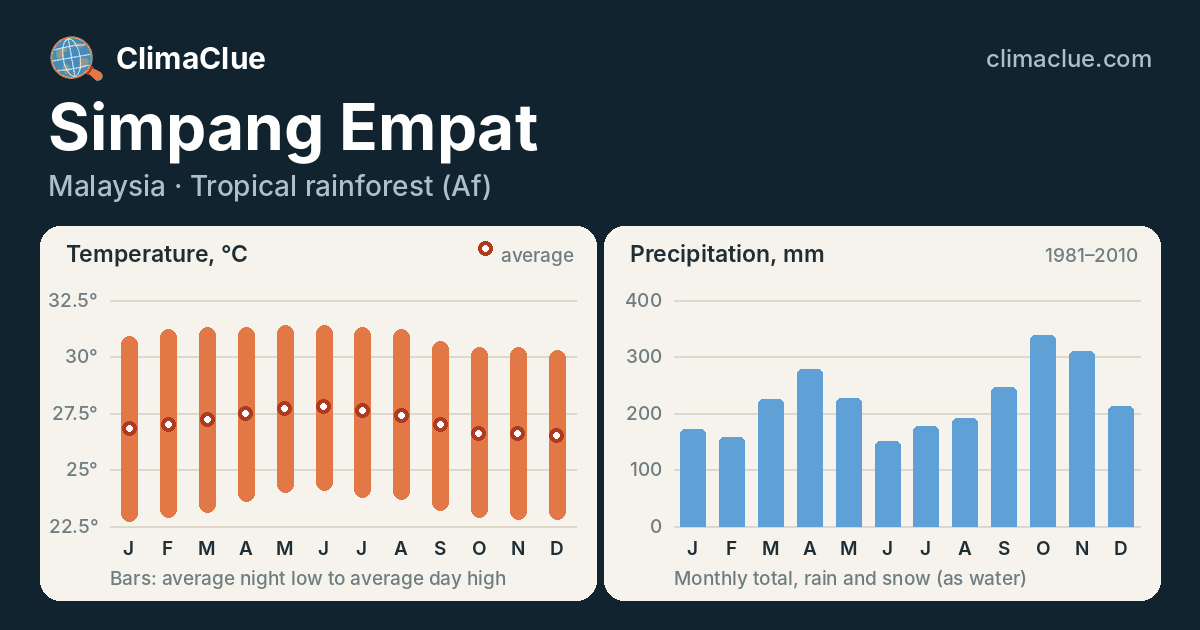 ClimaClue
climaclue.com
Simpang Empat
Malaysia · Tropical rainforest (Af)
Temperature, °C
average
32.5°
30°
27.5°
25°
22.5°
J F M A M J J A S O N D
Bars: average night low to average day high
Precipitation, mm
1981–2010
400
300
200
100
0
J F M A M J J A S O N D
Monthly total, rain and snow (as water)